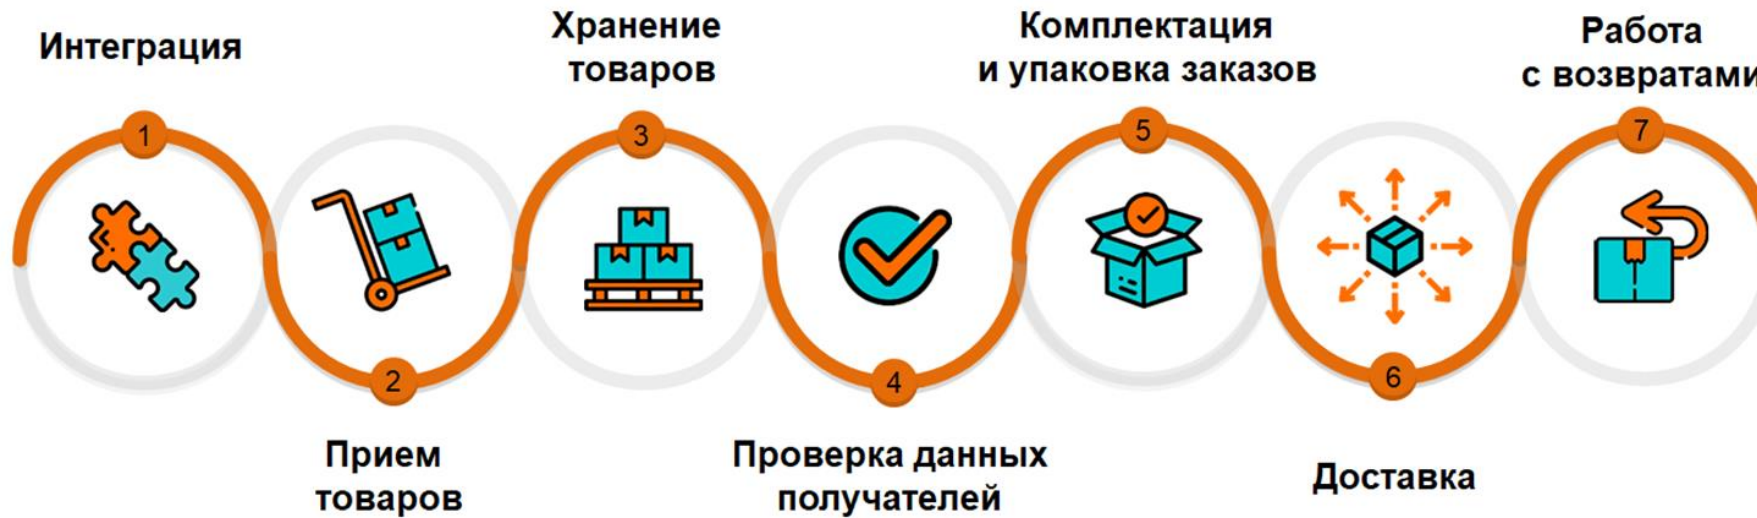 Интеграция
1
Прием
товаров
2
Хранение
товаров
3
Проверка данных
получателей
4
Комплектация
и упаковка заказов
5
Доставка
6
Работа
с возвратами
7